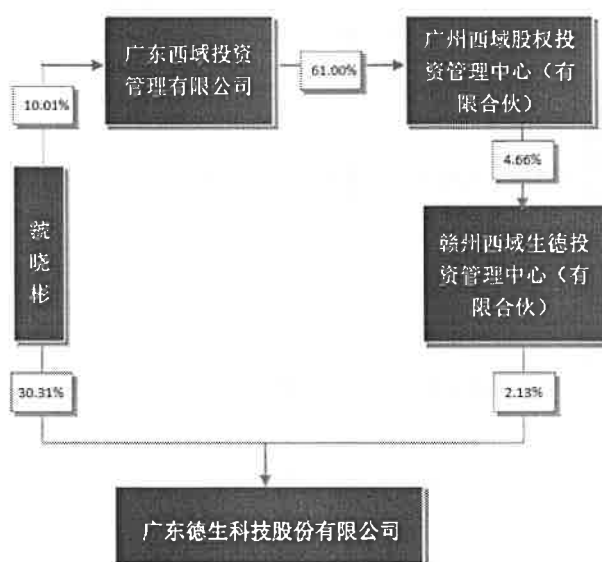 广东西域投资
管理有限公司
61.00%
广州西域股权投
资管理中心（有
限合伙）
10.01%
4.66%
虢
晓
彬
赣州西域生德投
资管理中心（有
限合伙）
30.31%
2.13%
广东德生科技股份有限公司